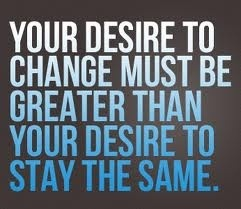 YOUR DESIRE TO
CHANGE MUST BE
GREATER THAN
YOUR DESIRE TO
STAY THE SAME.